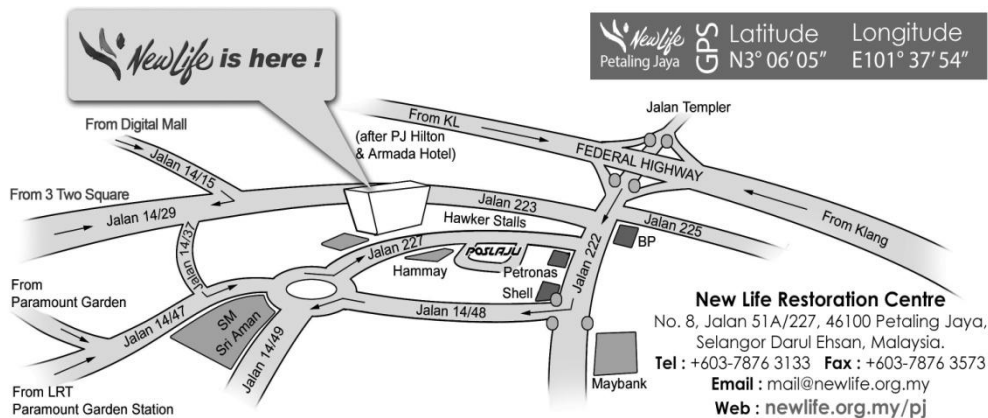 NewLife is here !
NewLife
Petaling Jaya
GPS
Latitude Longitude
N3° 06' 05" E101° 37' 54"
From Digital Mall
Jalan 14/15
From KL
(after PJ Hilton
& Armada Hotel)
Jalan Templer
FEDERAL HIGHWAY
From 3 Two Square
Jalan 14/29
Jalan 223
Hawker Stalls
Jalan 225
From Klang
Jalan 14/37
Jalan 227
POSLAJU
Jalan 222
BP
Hammay
Petronas
Shell
From
Paramount Garden
Jalan 14/47
SM
Sri Aman
Jalan 14/49
Jalan 14/48
Maybank
From LRT
Paramount Garden Station
New Life Restoration Centre
No. 8, Jalan 51A/227, 46100 Petaling Jaya,
Selangor Darul Ehsan, Malaysia.
Tel : +603-7876 3133 Fax : +603-7876 3573
Email : mail@newlife.org.my
Web : newlife.org.my/pj